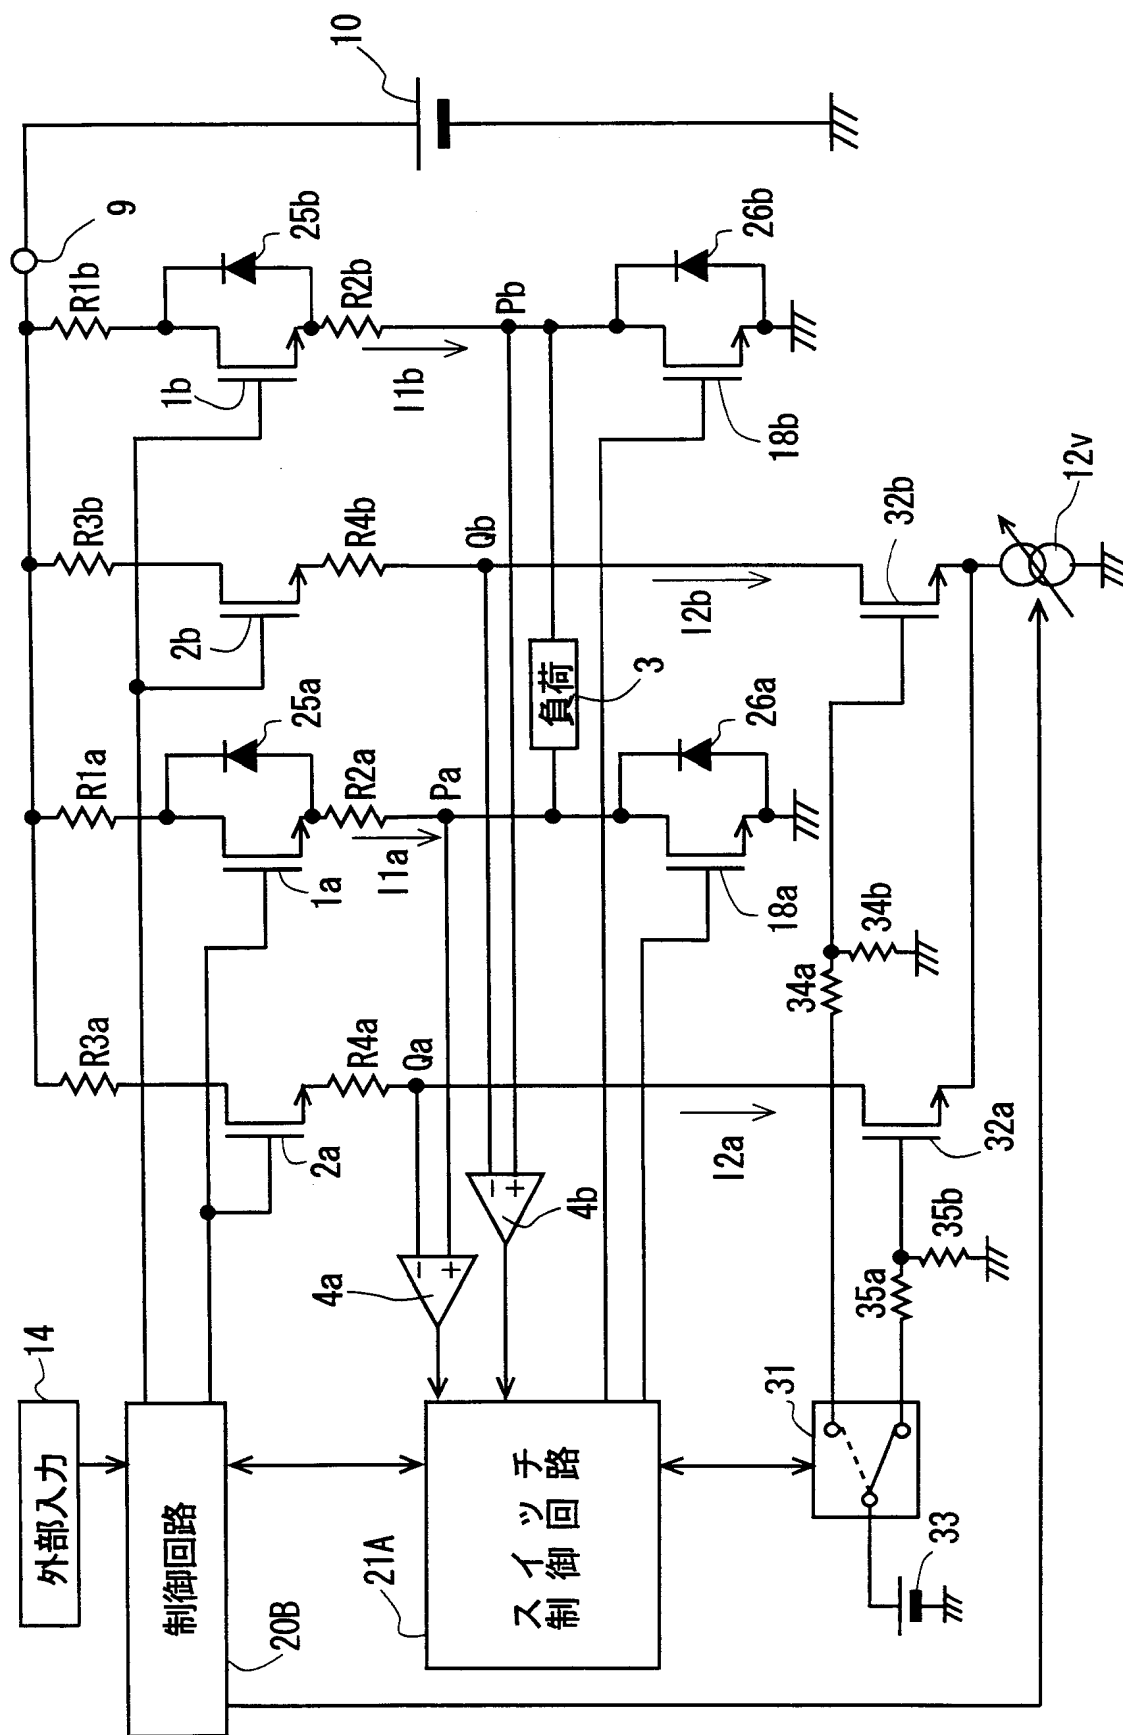 外部入力
14
制御回路
20B
スイッチ
制御回路
21A
31
33
R3a
R1a
R3b
R1b
9
10
2a
1a
25a
2b
1b
25b
R4a
R2a
R4b
R2b
Qa
Pa
Qb
Pb
I1a
I1b
4a
4b
負荷
3
26a
26b
18a
18b
I2a
I2b
34a
34b
35a
35b
32a
32b
12v
−
+
−
+